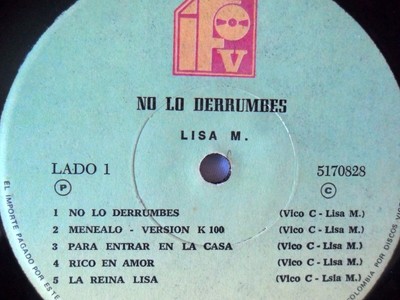 fov
NO LO DERRUMBES
LISA M.
LADO 1
5170828
P
C
1 NO LO DERRUMBES (Vico C - Lisa M.)
2 MENEALO - VERSION K 100 (Vico C - Lisa M.)
3 PARA ENTRAR EN LA CASA (Vico C - Lisa M.)
4 RICO EN AMOR (Vico C - Lisa M.)
5 LA REINA LISA (Vico C - Lsia M.)
EL IMPORTE PAGADO POR ESTE
COLOMBIA POR DISCOS